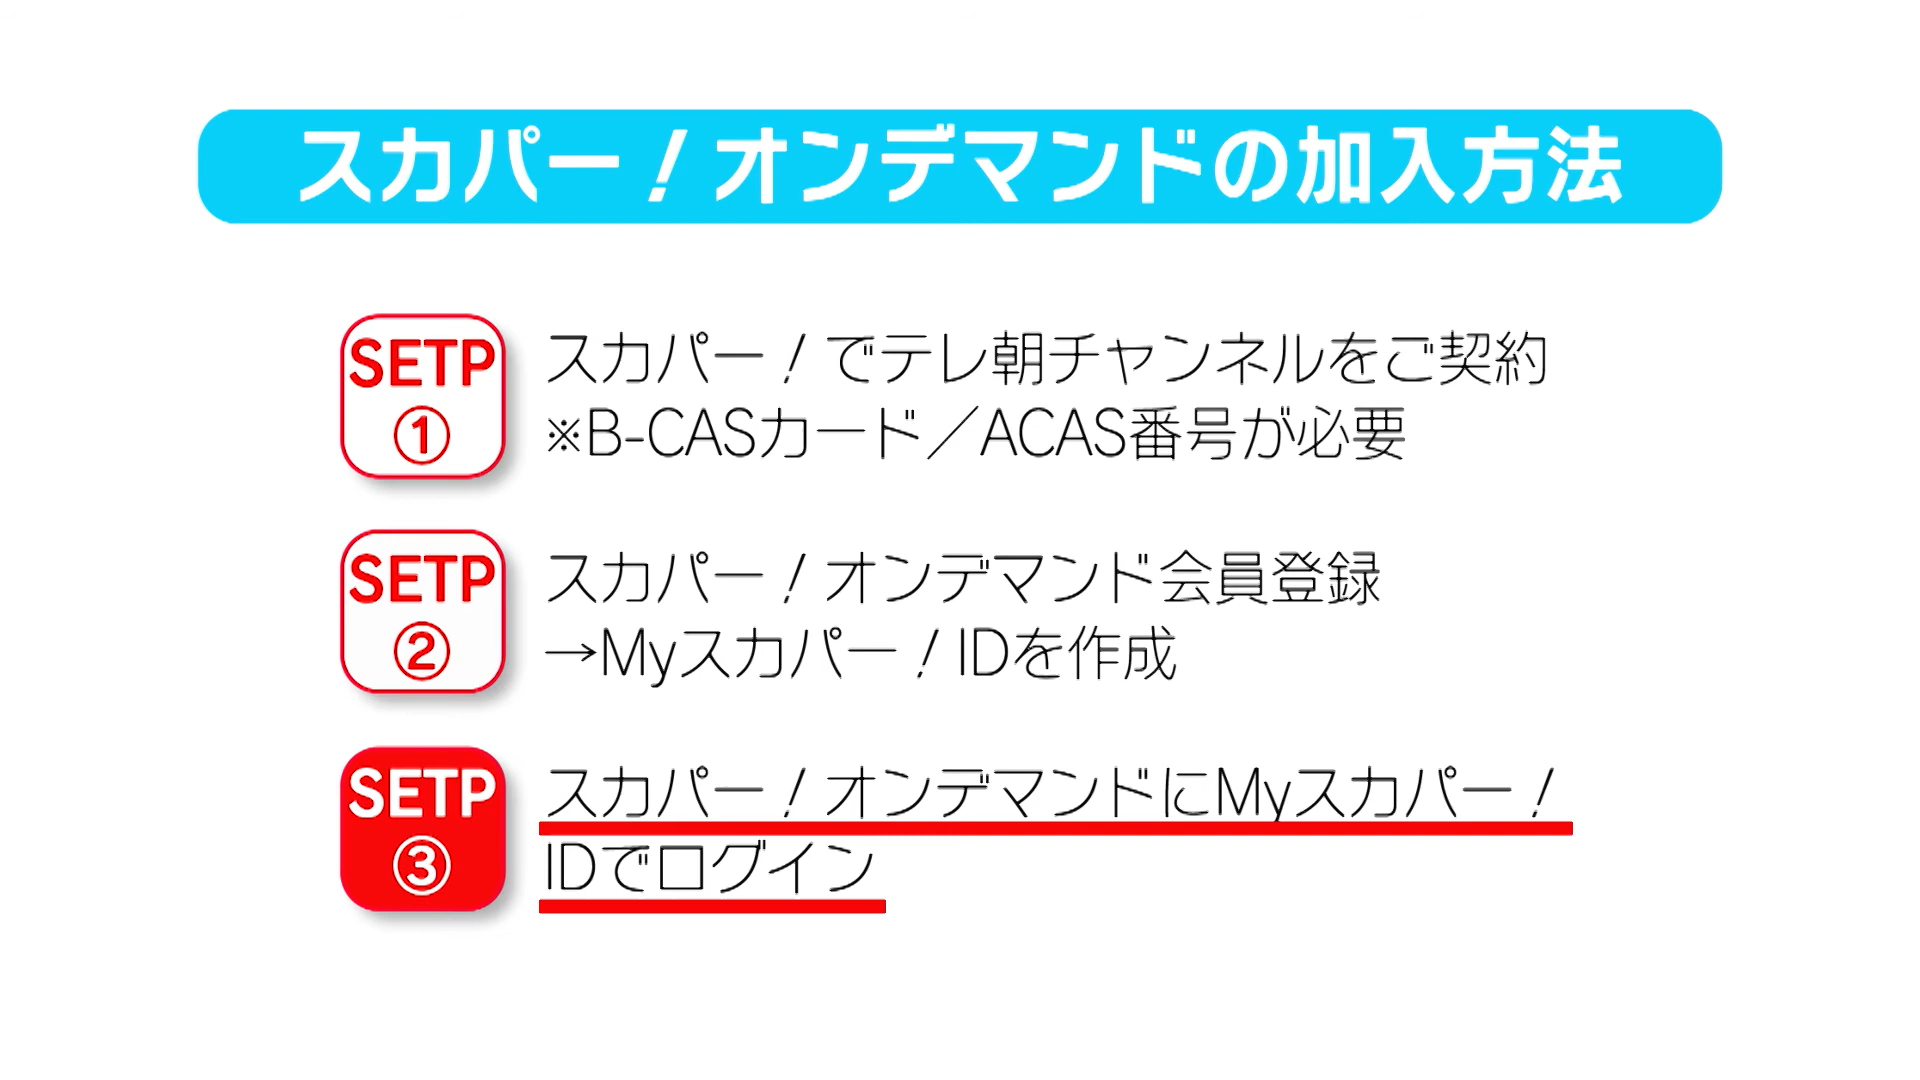 スカパー！オンデマンドの加入方法
SETP
①
スカパー！でテレ朝チャンネルをご契約
※B-CASカード／ACAS番号が必要
SETP
②
スカパー！オンデマンド会員登録
→Myスカパー！IDを作成
SETP
③
スカパー！オンデマンドにMyスカパー！
IDでログイン